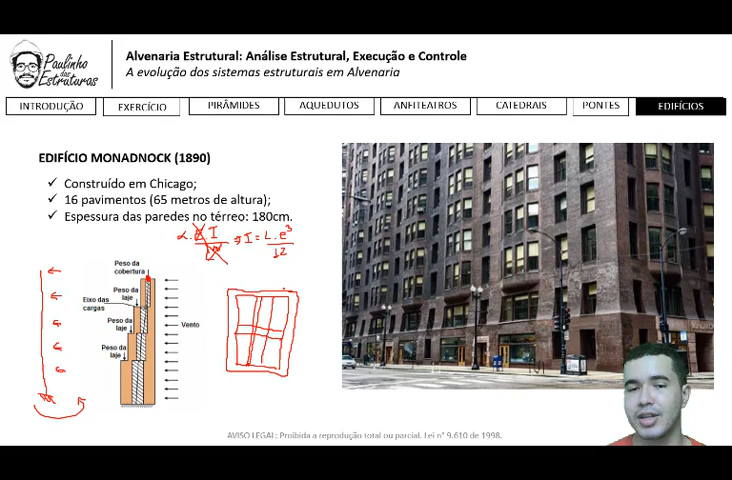 Paulinho
das
Estruturas
Alvenaria Estrutural: Análise Estrutural, Execução e Controle
A evolução dos sistemas estruturais em Alvenaria
INTRODUÇÃO
EXERCÍCIO
PIRÂMIDES
AQUEDUTOS
ANFITEATROS
CATEDRAIS
PONTES
EDIFÍCIOS
EDIFÍCIO MONADNOCK (1890)
✓ Construído em Chicago;
✓ 16 pavimentos (65 metros de altura);
✓ Espessura das paredes no térreo: 180cm.
⇒ I = L.e³
12
Peso da
cobertura
Peso da
laje
Eixo das
cargas
Peso da
laje
Vento
Peso da
laje
AVISO LEGAL: Proibida a reprodução total ou parcial. Lei n° 9.610 de 1998.